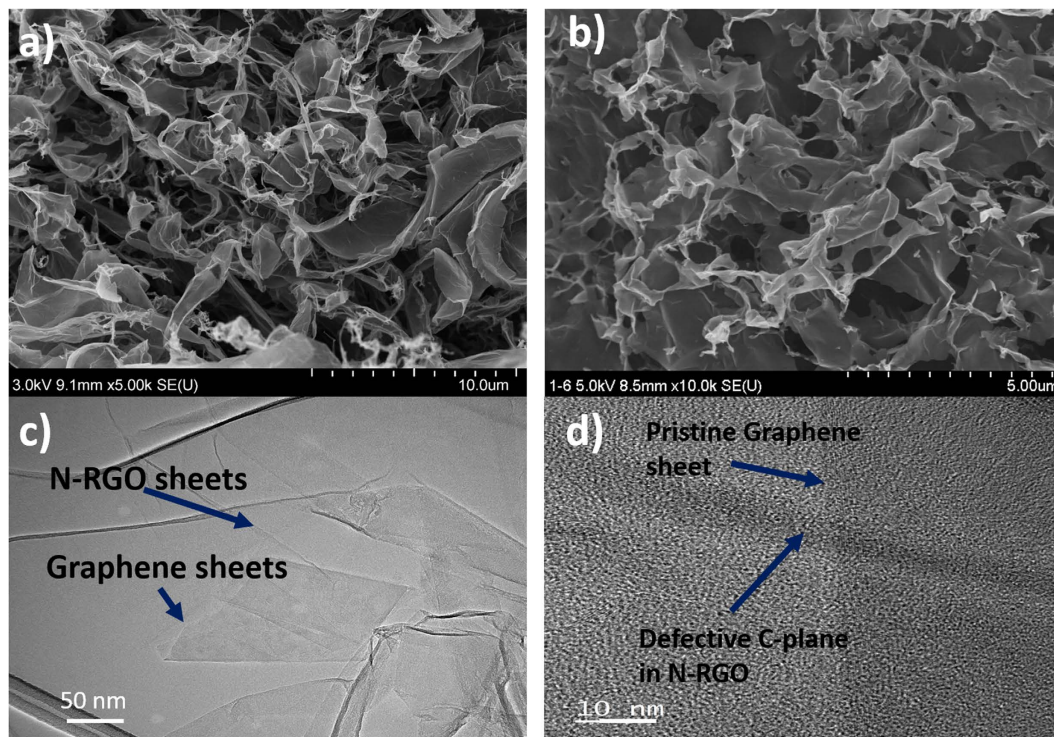 a)
3.0kV 9.1mm x5.00k SE(U)
10.0um
b)
1-6 5.0kV 8.5mm x10.0k SE(U)
5.00um
c)
N-RGO sheets
Graphene sheets
50 nm
d)
Pristine Graphene
sheet
Defective C-plane
in N-RGO
10 nm